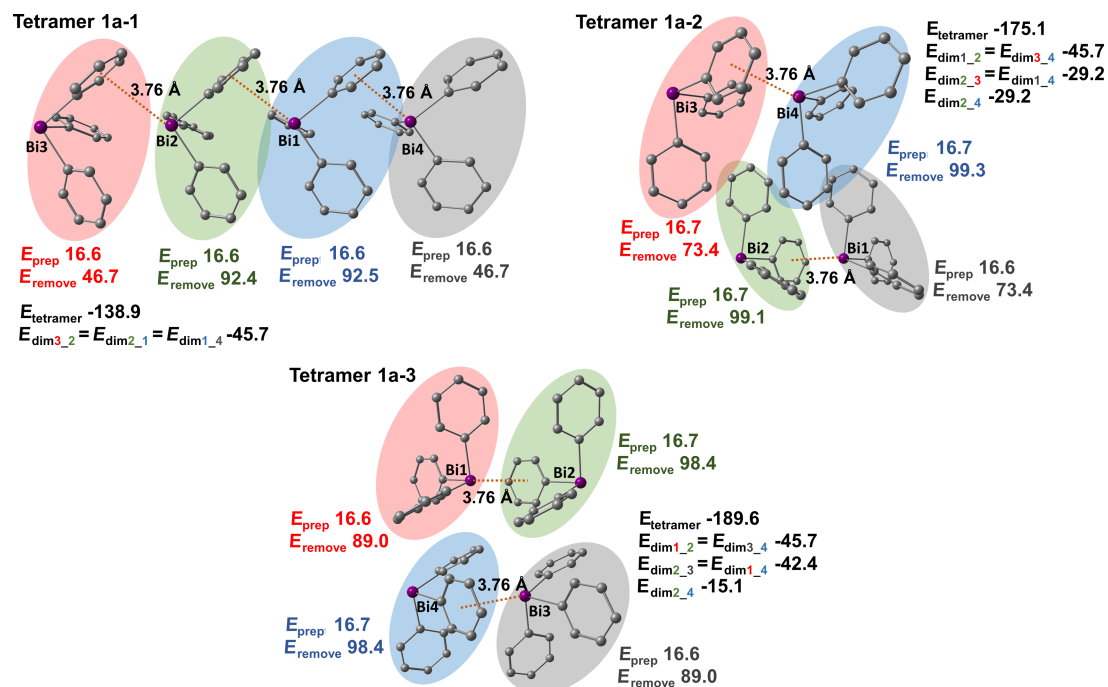 Tetramer 1a-1
3.76 Å
3.76 Å
3.76 Å
Bi3
Bi2
Bi1
Bi4
Eprep 16.6
Eremove 46.7
Eprep 16.6
Eremove 92.4
Eprep 16.6
Eremove 92.5
Eprep 16.6
Eremove 46.7
Etetramer -138.9
Edim3_2 = Edim2_1 = Edim1_4 -45.7
Tetramer 1a-2
3.76 Å
Bi3
Bi4
Etetramer -175.1
Edim1_2 = Edim3_4 -45.7
Edim2_3 = Edim1_4 -29.2
Edim2_4 -29.2
Eprep 16.7
Eremove 99.3
Eprep 16.7
Eremove 73.4
Bi2
Bi1
3.76 Å
Eprep 16.7
Eremove 99.1
Eprep 16.6
Eremove 73.4
Tetramer 1a-3
Bi1
Bi2
3.76 Å
Eprep 16.7
Eremove 98.4
Eprep 16.6
Eremove 89.0
Etetramer -189.6
Edim1_2 = Edim3_4 -45.7
Edim2_3 = Edim1_4 -42.4
Edim2_4 -15.1
3.76 Å
Bi4
Bi3
Eprep 16.7
Eremove 98.4
Eprep 16.6
Eremove 89.0